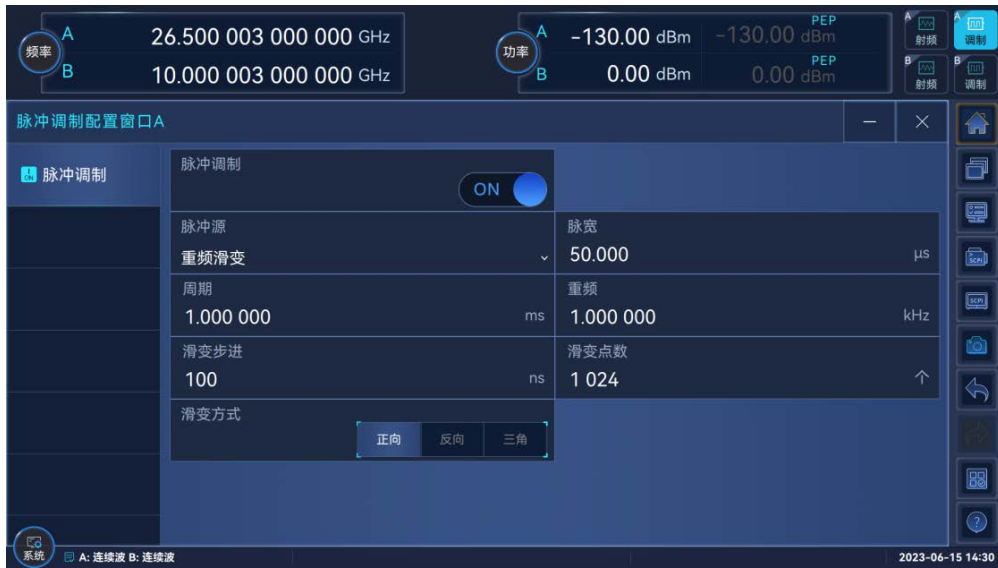 频率
A 26.500 003 000 000 GHz
B 10.000 003 000 000 GHz
功率
PEP
A -130.00 dBm -130.00 dBm
PEP
B 0.00 dBm 0.00 dBm
A 射频
A 调制
B 射频
B 调制
脉冲调制配置窗口A
ON 脉冲调制
脉冲调制
ON
脉冲源
重频滑变
脉宽
50.000 μs
周期
1.000 000 ms
重频
1.000 000 kHz
滑变步进
100 ns
滑变点数
1 024 个
滑变方式
正向 反向 三角
SCPI
SCPI
系统
A: 连续波 B: 连续波
2023-06-15 14:30